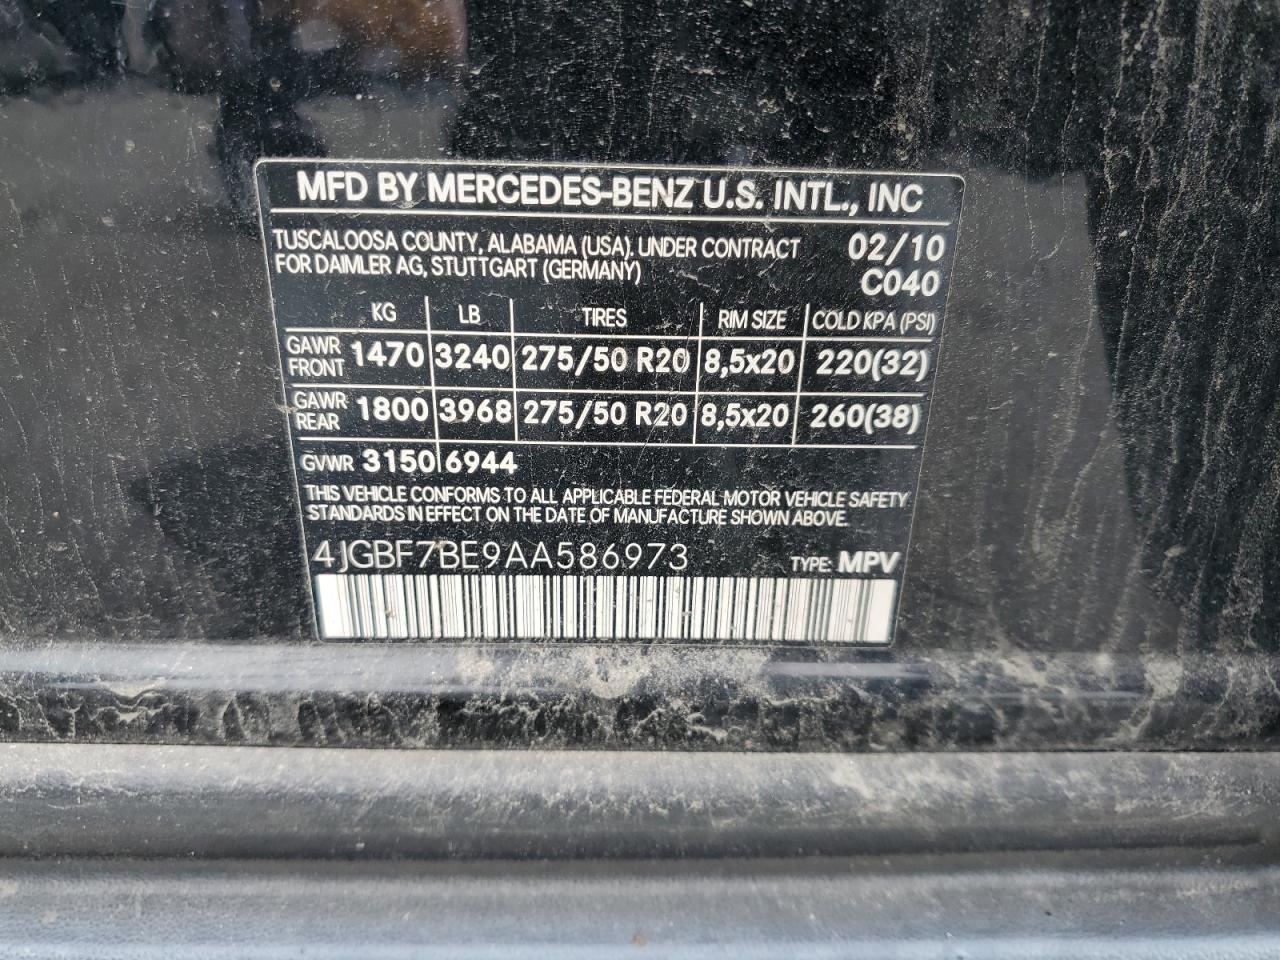 MFD BY MERCEDES-BENZ U.S. INTL., INC
TUSCALOOSA COUNTY, ALABAMA (USA). UNDER CONTRACT 02/10
FOR DAIMLER AG, STUTTGART (GERMANY) C040
KG LB TIRES RIM SIZE COLD KPA (PSI)
GAWR FRONT 1470 3240 275/50 R20 8,5x20 220(32)
GAWR REAR 1800 3968 275/50 R20 8,5x20 260(38)
GVWR 3150 6944
THIS VEHICLE CONFORMS TO ALL APPLICABLE FEDERAL MOTOR VEHICLE SAFETY
STANDARDS IN EFFECT ON THE DATE OF MANUFACTURE SHOWN ABOVE.
4JGBF7BE9AA586973 TYPE: MPV